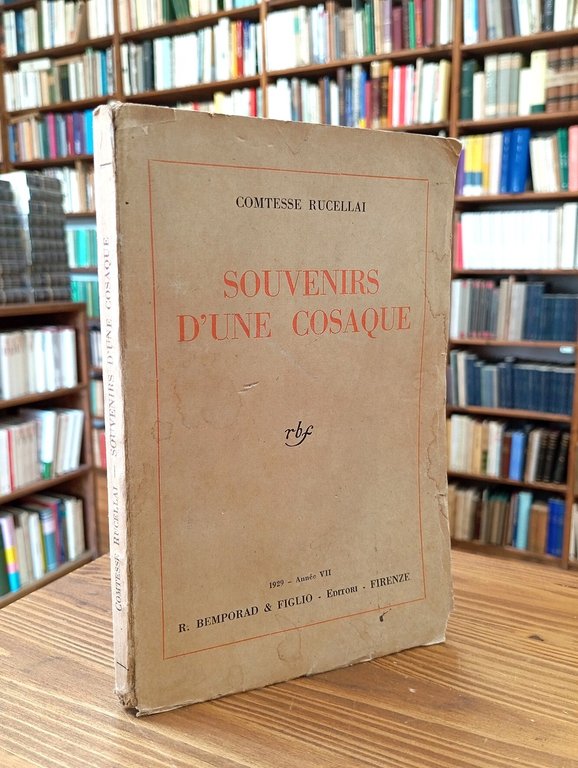 COMTESSE RUCELLAI
SOUVENIRS
D'UNE COSAQUE
rbf
1929 - Année VII
R. BEMPORAD & FIGLIO - EDITORI - FIRENZE
COMTESSE RUCELLAI — SOUVENIRS D'UNE COSAQUE